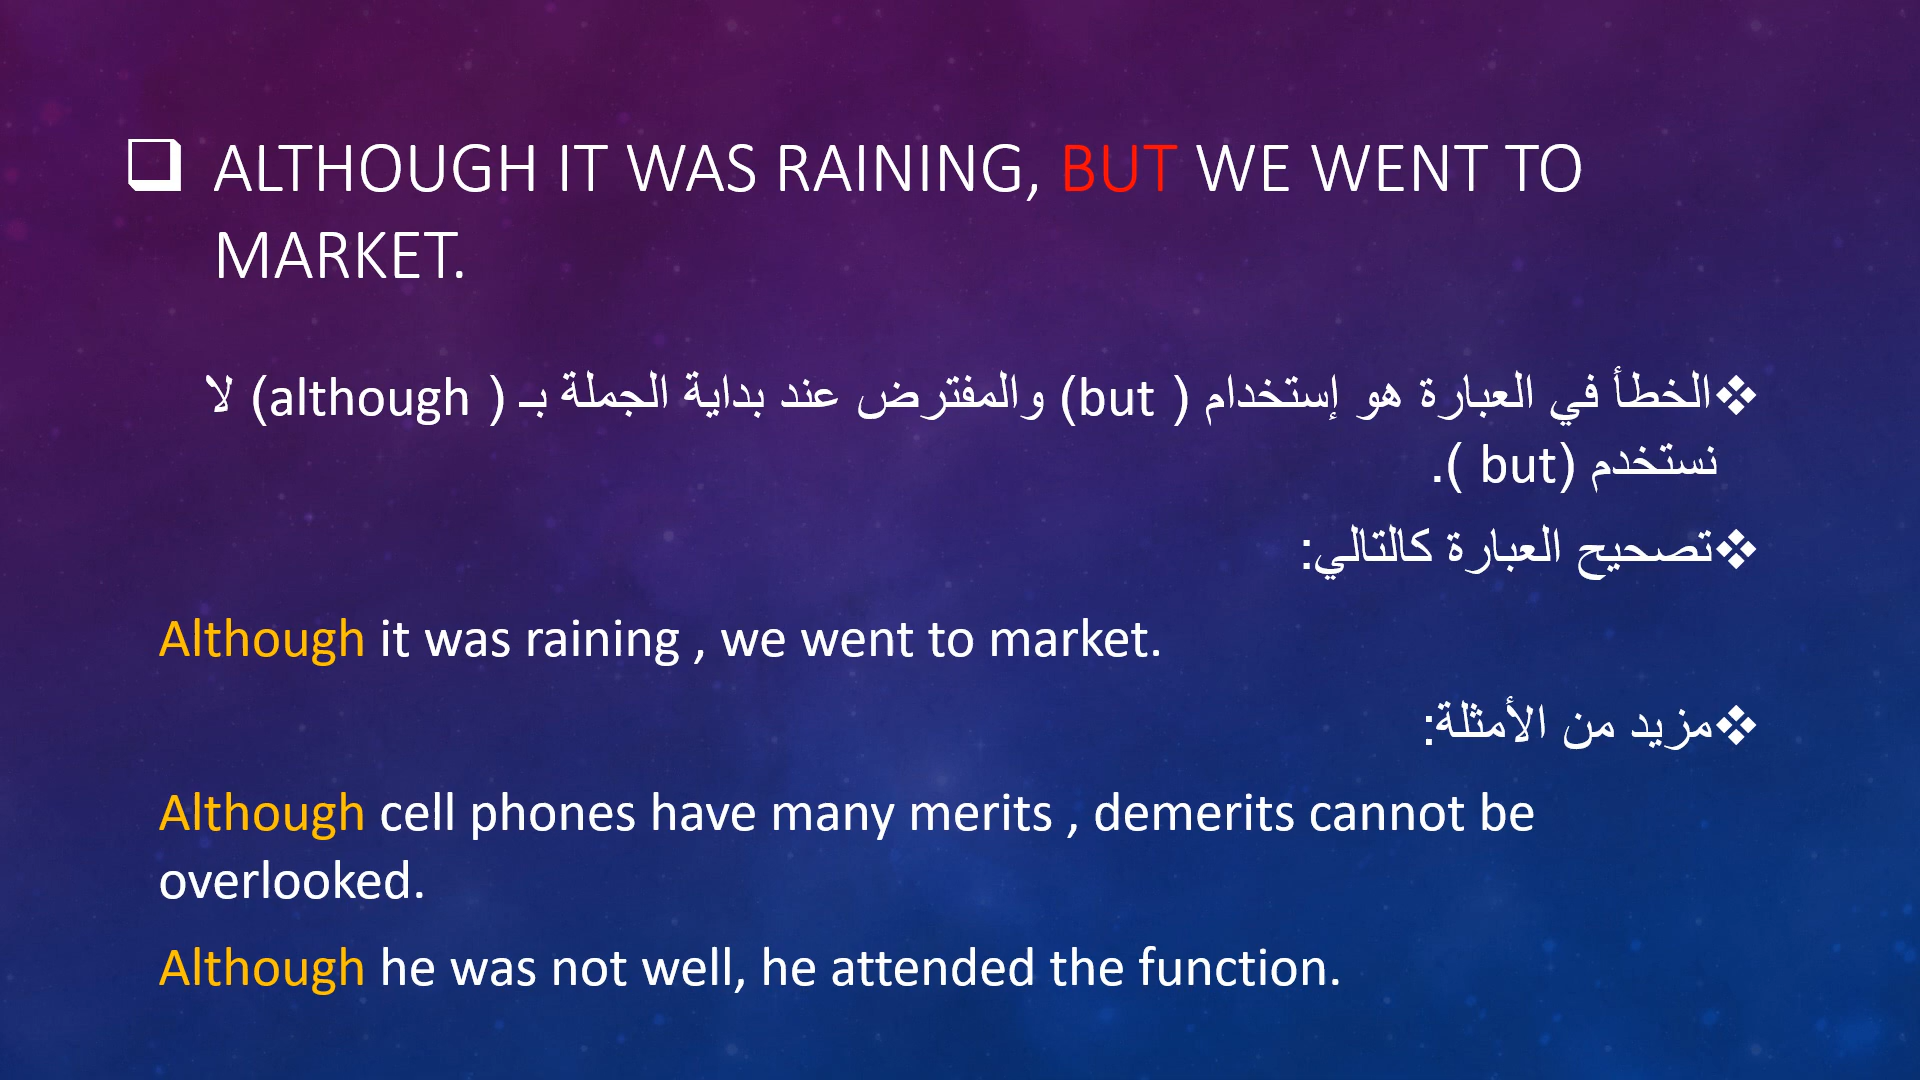 ALTHOUGH IT WAS RAINING, BUT WE WENT TO
MARKET.
الخطأ في العبارة هو إستخدام ( but) والمفترض عند بداية الجملة بـ ( although) لا
نستخدم (but ).
تصحيح العبارة كالتالي:
Although it was raining , we went to market.
مزيد من الأمثلة:
Although cell phones have many merits , demerits cannot be
overlooked.
Although he was not well, he attended the function.